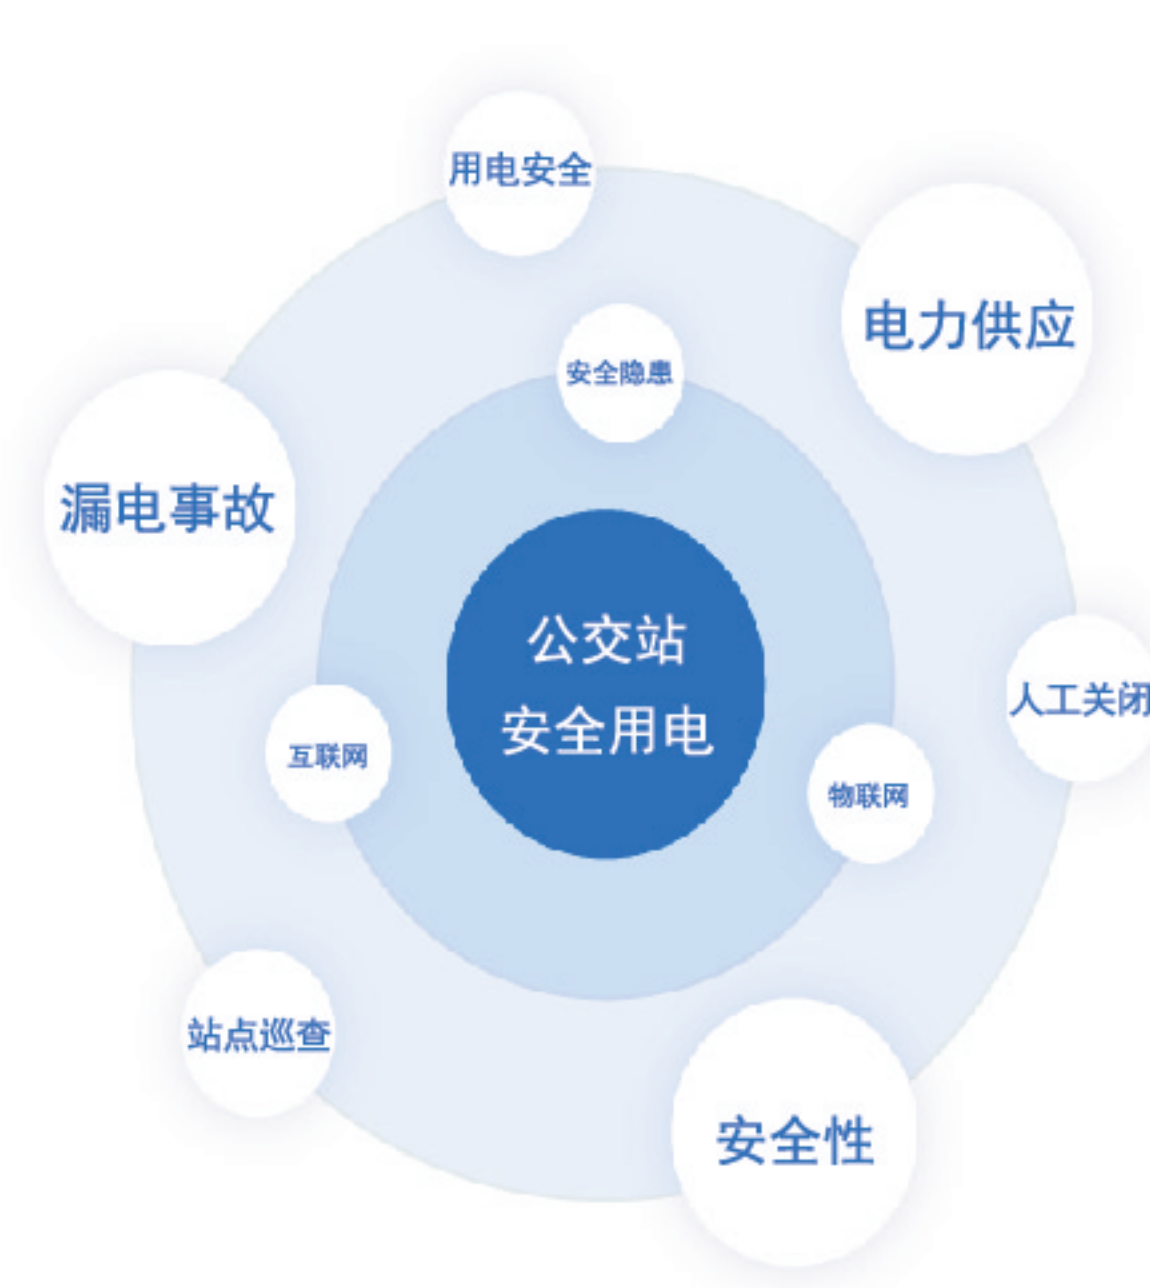 用电安全
电力供应
安全隐患
漏电事故
公交站
安全用电
人工关闭
互联网
物联网
站点巡查
安全性